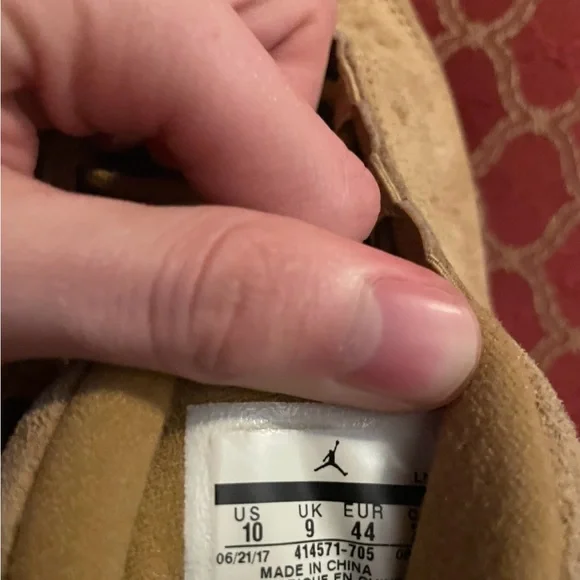 US UK EUR
10 9 44
06/21/17 414571-705
MADE IN CHINA